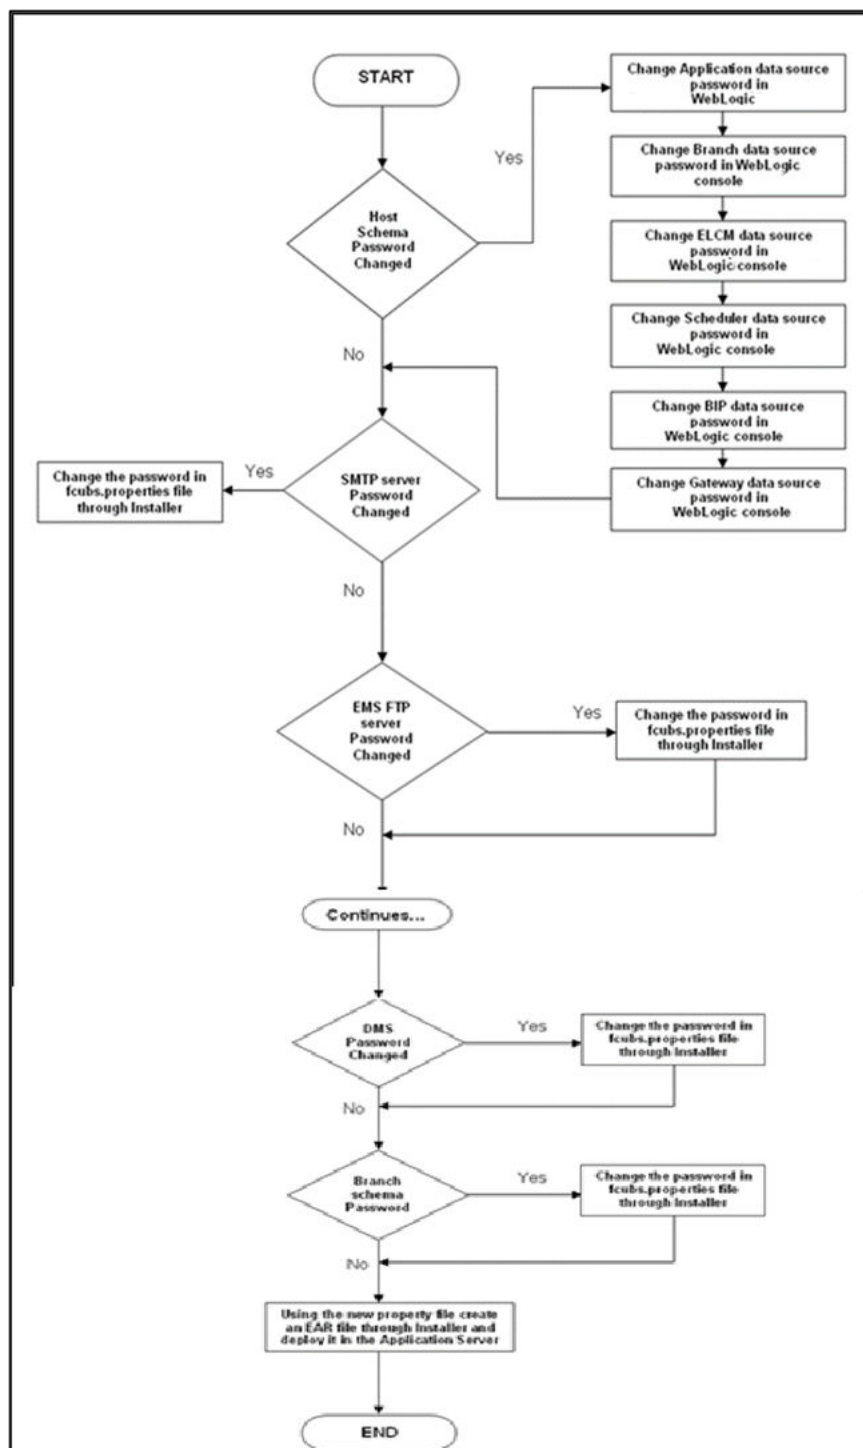 START
Change Application data source
password in
WebLogic
Yes
Change Branch data source
password in WebLogic
console
Host
Schema
Password
Changed
Change ELCM data source
password in
WebLogic console
Change Scheduler data source
password in
WebLogic console
No
Change BIP data source
password in
WebLogic console
Change the password in
fcubs.properties file
through Installer
Yes
SMTP server
Password
Changed
Change Gateway data source
password in
WebLogic console
No
EMS FTP
server
Password
Changed
Yes
Change the password in
fcubs.properties file
through Installer
No
Continues...
DMS
Password
Changed
Yes
Change the password in
fcubs.properties file
through Installer
No
Branch
schema
Password
Yes
Change the password in
fcubs.properties file
through Installer
No
Using the new property file create
an EAR file through Installer and
deploy it in the Application Server
END